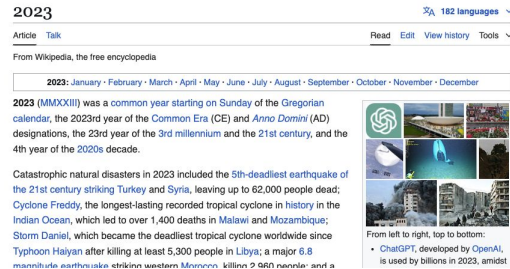 2023
182 languages
Article Talk Read Edit View history Tools
From Wikipedia, the free encyclopedia
2023: January · February · March · April · May · June · July · August · September · October · November · December
2023 (MMXXIII) was a common year starting on Sunday of the Gregorian
calendar, the 2023rd year of the Common Era (CE) and Anno Domini (AD)
designations, the 23rd year of the 3rd millennium and the 21st century, and the
4th year of the 2020s decade.
Catastrophic natural disasters in 2023 included the 5th-deadliest earthquake of
the 21st century striking Turkey and Syria, leaving up to 62,000 people dead;
Cyclone Freddy, the longest-lasting recorded tropical cyclone in history in the
Indian Ocean, which led to over 1,400 deaths in Malawi and Mozambique;
Storm Daniel, which became the deadliest tropical cyclone worldwide since
Typhoon Haiyan after killing at least 5,300 people in Libya; a major 6.8
magnitude earthquake striking western Morocco, killing 2,960 people; and a
From left to right, top to bottom:
• ChatGPT, developed by OpenAI,
is used by billions in 2023, amidst